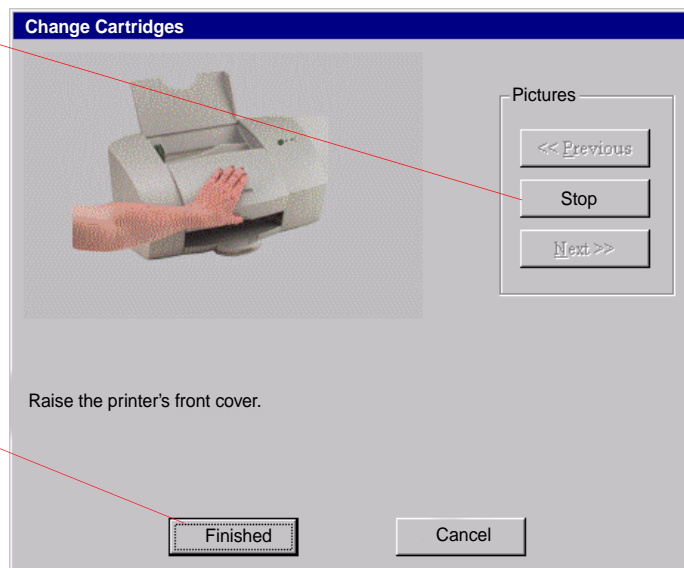 Change Cartridges
Pictures
<< Previous
Stop
Next >>
Raise the printer's front cover.
Finished
Cancel